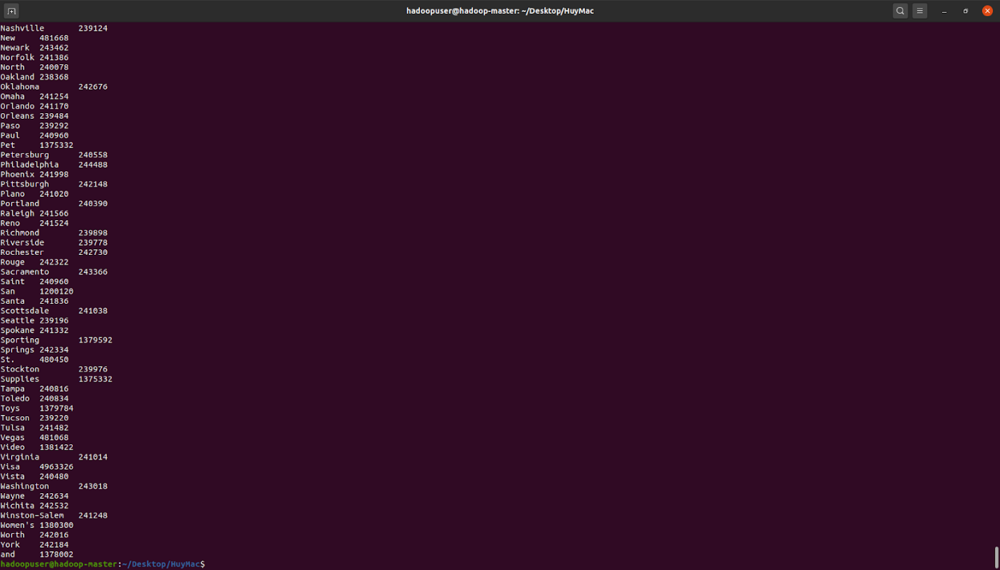 hadoopuser@hadoop-master: ~/Desktop/HuyMac
Nashville 239124
New 481668
Newark 243462
Norfolk 241386
North 240078
Oakland 238368
Oklahoma 242676
Omaha 241254
Orlando 241170
Orleans 239484
Paso 239292
Paul 240960
Pet 1375332
Petersburg 240558
Philadelphia 244488
Phoenix 241998
Pittsburgh 242148
Plano 241020
Portland 240390
Raleigh 241566
Reno 241524
Richmond 239898
Riverside 239778
Rochester 242730
Rouge 242322
Sacramento 243366
Saint 240960
San 1200120
Santa 241836
Scottsdale 241038
Seattle 239196
Spokane 241332
Sporting 1379592
Springs 242334
St. 480450
Stockton 239976
Supplies 1375332
Tampa 240816
Toledo 240834
Toys 1379784
Tucson 239220
Tulsa 241482
Vegas 481068
Video 1381422
Virginia 241014
Visa 4963326
Vista 240480
Washington 243018
Wayne 242634
Wichita 242532
Winston-Salem 241248
Women's 1380300
Worth 242016
York 242184
and 1378002
hadoopuser@hadoop-master:~/Desktop/HuyMac$